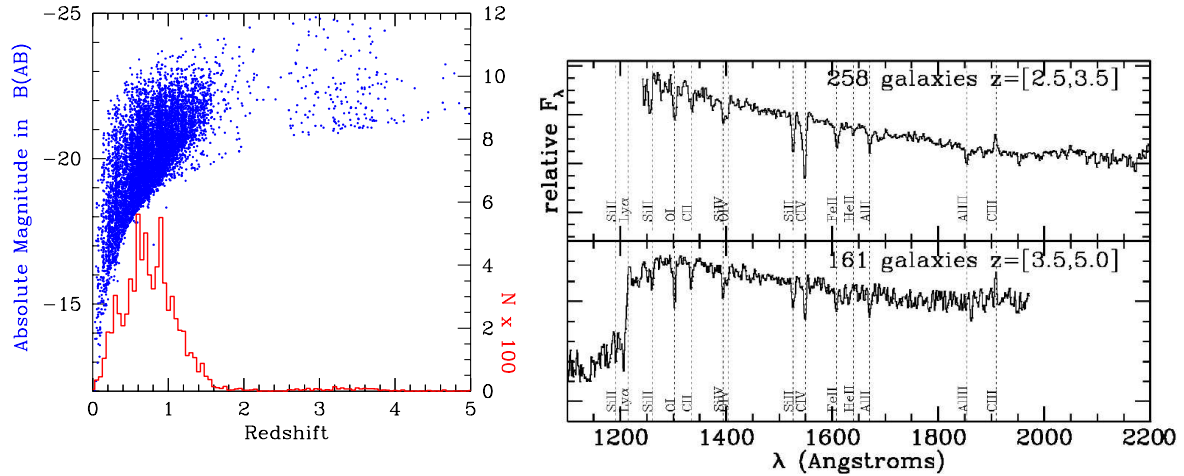 Absolute Magnitude in B(AB)
-25
-20
-15
12
10
8
6
4
2
0
N x 100
0 1 2 3 4 5
Redshift
258 galaxies z=[2.5,3.5]
relative Fλ
SiII Lyα SiII OI CII SiIV SiII CIV FeII HeII AlII AlIII CIII
161 galaxies z=[3.5,5.0]
SiII Lyα SiII OI CII SiII CIV FeII HeII AlII AlIII CIII
1200 1400 1600 1800 2000 2200
λ (Angstroms)